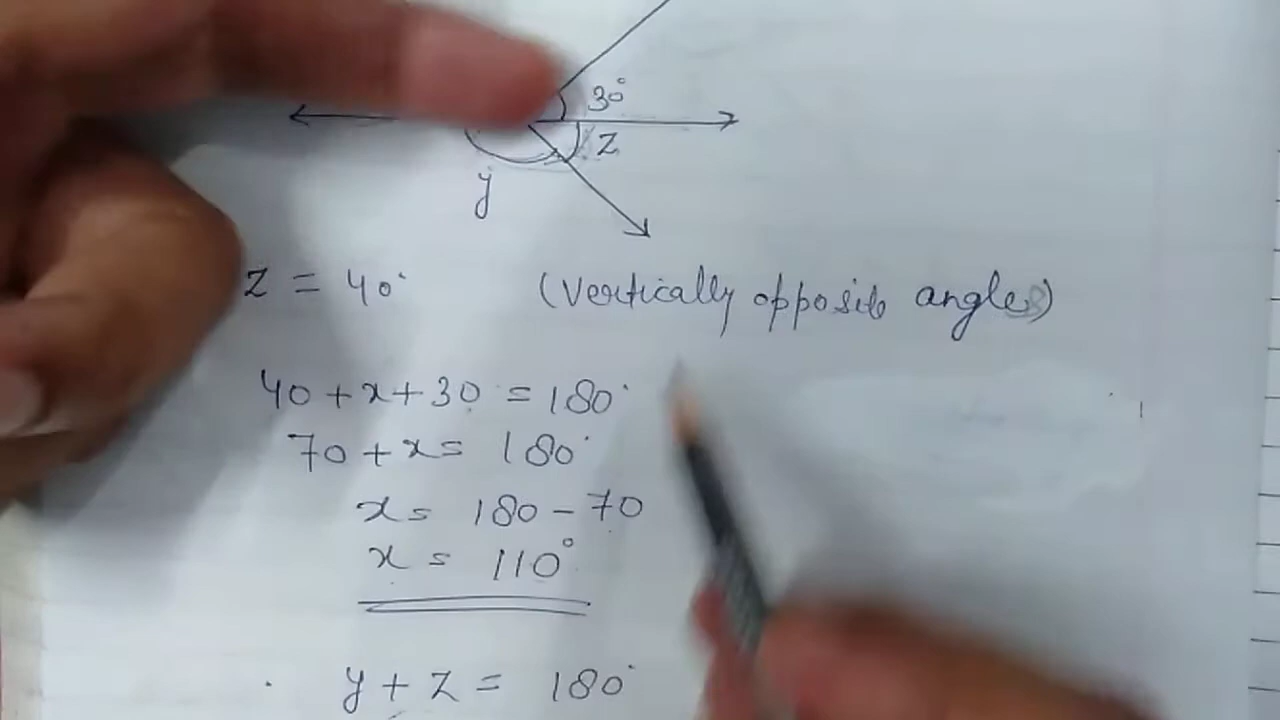 30°
z
y
z = 40° (vertically opposite angles)
40 + x + 30 = 180°
70 + x = 180°
x = 180 - 70
x = 110°
y + z = 180°